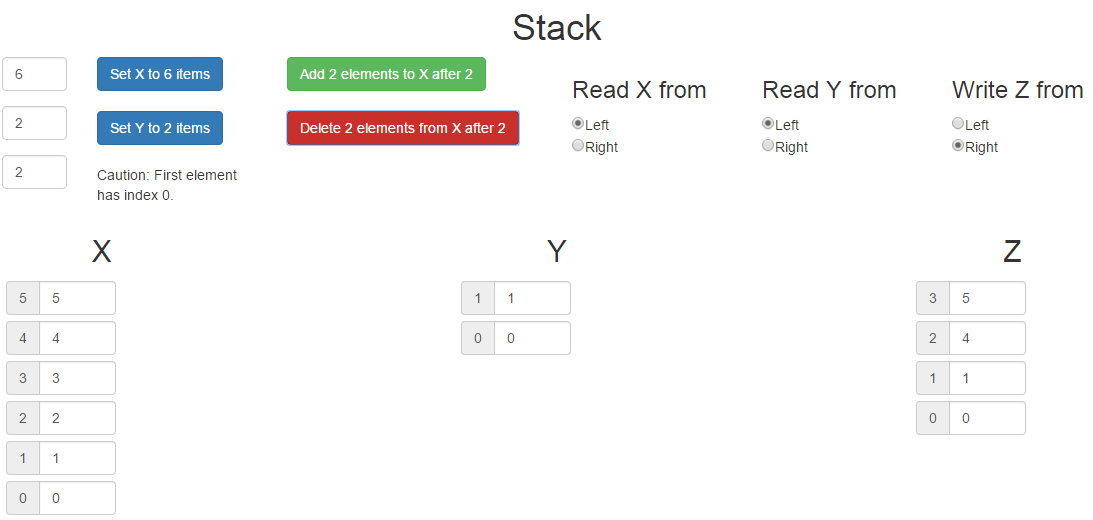 Stack
6 Set X to 6 items Add 2 elements to X after 2
Read X from Read Y from Write Z from
2 Set Y to 2 items Delete 2 elements from X after 2
Left Left Left
Right Right Right
2 Caution: First element
has index 0.
X Y Z
5 5 1 1 3 5
4 4 0 0 2 4
3 3 1 1
2 2 0 0
1 1
0 0